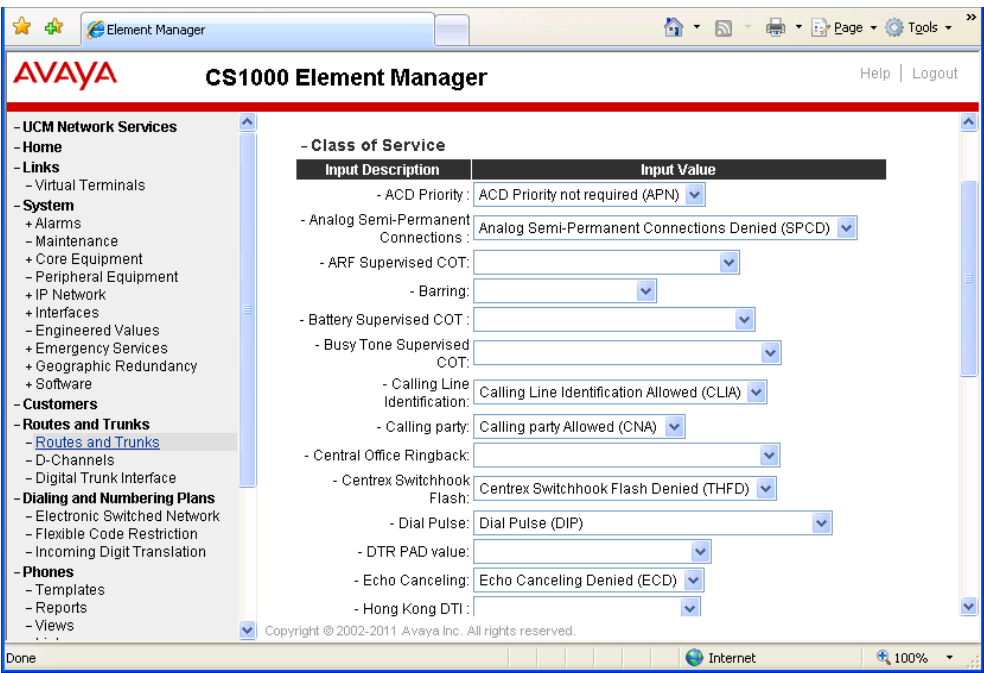 Element Manager
Page
Tools
»
AVAYA
CS1000 Element Manager
Help | Logout
- UCM Network Services
- Home
- Links
- Virtual Terminals
- System
+ Alarms
- Maintenance
+ Core Equipment
- Peripheral Equipment
+ IP Network
+ Interfaces
- Engineered Values
+ Emergency Services
+ Geographic Redundancy
+ Software
- Customers
- Routes and Trunks
- Routes and Trunks
- D-Channels
- Digital Trunk Interface
- Dialing and Numbering Plans
- Electronic Switched Network
- Flexible Code Restriction
- Incoming Digit Translation
- Phones
- Templates
- Reports
- Views
- Class of Service
Input Description Input Value
- ACD Priority : ACD Priority not required (APN)
- Analog Semi-Permanent
Connections : Analog Semi-Permanent Connections Denied (SPCD)
- ARF Supervised COT:
- Barring:
- Battery Supervised COT :
- Busy Tone Supervised
COT:
- Calling Line
Identification: Calling Line Identification Allowed (CLIA)
- Calling party: Calling party Allowed (CNA)
- Central Office Ringback:
- Centrex Switchhook
Flash: Centrex Switchhook Flash Denied (THFD)
- Dial Pulse: Dial Pulse (DIP)
- DTR PAD value:
- Echo Canceling: Echo Canceling Denied (ECD)
- Hong Kong DTI :
Copyright © 2002-2011 Avaya Inc. All rights reserved.
Done
Internet
100%